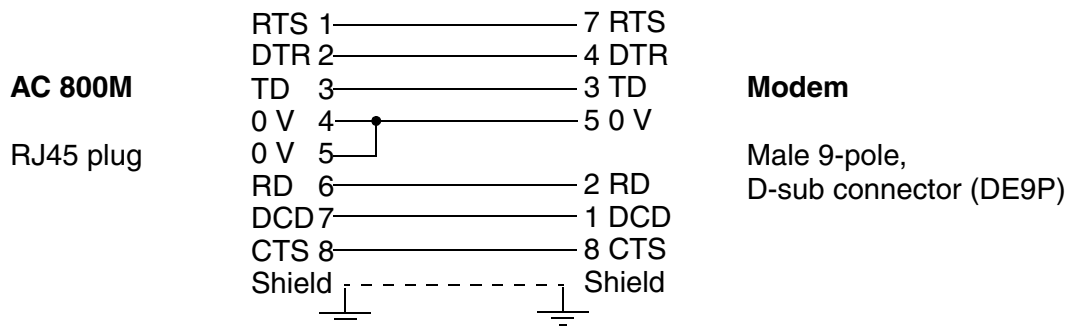 RTS 1 7 RTS
DTR 2 4 DTR
AC 800M TD 3 3 TD Modem
0 V 4 5 0 V
RJ45 plug 0 V 5 Male 9-pole,
RD 6 2 RD D-sub connector (DE9P)
DCD 7 1 DCD
CTS 8 8 CTS
Shield Shield